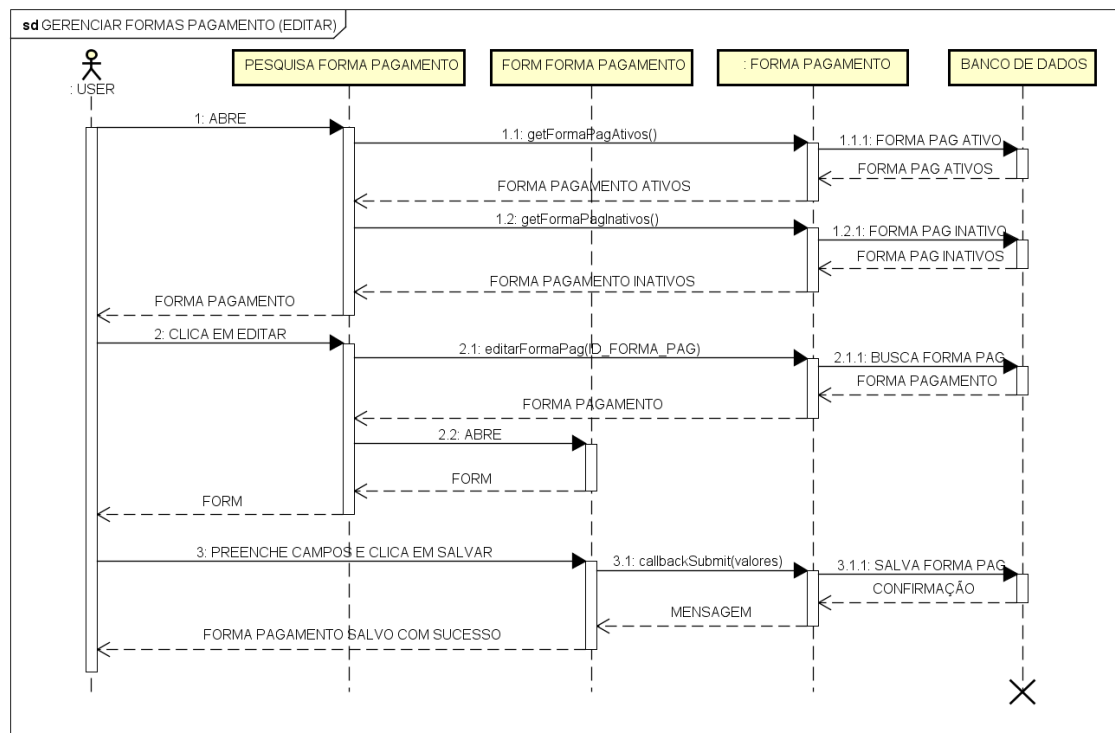 sd GERENCIAR FORMAS PAGAMENTO (EDITAR)
: USER
PESQUISA FORMA PAGAMENTO
FORM FORMA PAGAMENTO
: FORMA PAGAMENTO
BANCO DE DADOS
1: ABRE
1.1: getFormaPagAtivos()
1.1.1: FORMA PAG ATIVO
FORMA PAG ATIVOS
FORMA PAGAMENTO ATIVOS
1.2: getFormaPagInativos()
1.2.1: FORMA PAG INATIVO
FORMA PAG INATIVOS
FORMA PAGAMENTO INATIVOS
FORMA PAGAMENTO
2: CLICA EM EDITAR
2.1: editarFormaPag(ID_FORMA_PAG)
2.1.1: BUSCA FORMA PAG
FORMA PAGAMENTO
FORMA PAGAMENTO
2.2: ABRE
FORM
FORM
3: PREENCHE CAMPOS E CLICA EM SALVAR
3.1: callbackSubmit(valores)
3.1.1: SALVA FORMA PAG
CONFIRMAÇÃO
MENSAGEM
FORMA PAGAMENTO SALVO COM SUCESSO